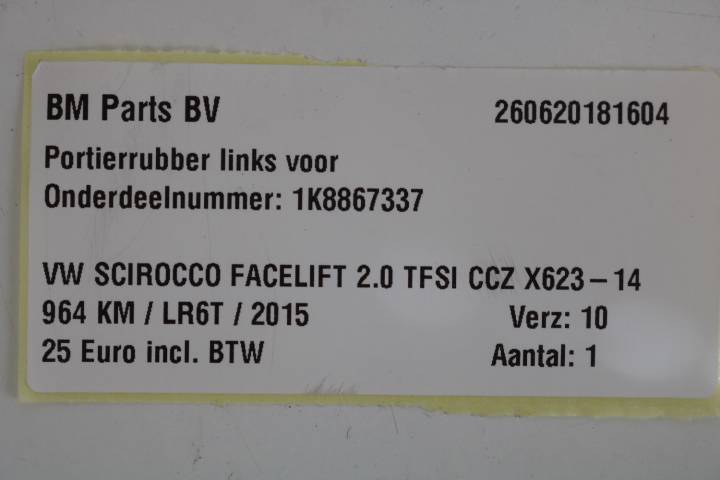 BM Parts BV 260620181604
Portierrubber links voor
Onderdeelnummer: 1K8867337
VW SCIROCCO FACELIFT 2.0 TFSI CCZ X623-14
964 KM / LR6T / 2015 Verz: 10
25 Euro incl. BTW Aantal: 1